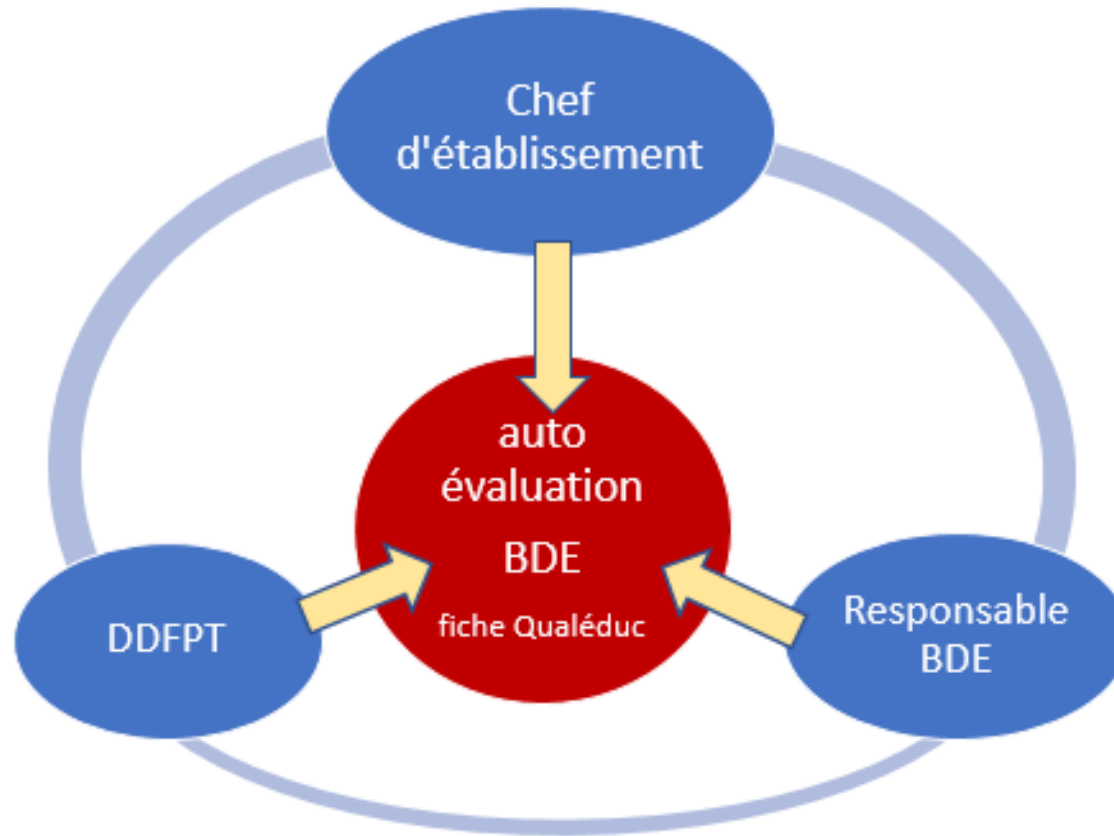 Chef
d'établissement
auto
évaluation
BDE
fiche Qualéduc
DDFPT
Responsable
BDE